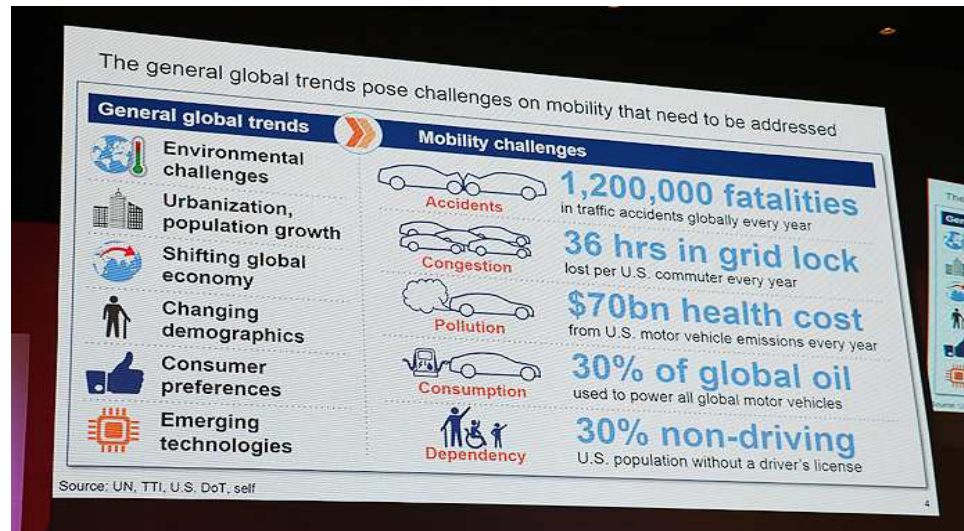 The general global trends pose challenges on mobility that need to be addressed
General global trends
Environmental
challenges
Urbanization,
population growth
Shifting global
economy
Changing
demographics
Consumer
preferences
Emerging
technologies
Mobility challenges
Accidents
1,200,000 fatalities
in traffic accidents globally every year
Congestion
36 hrs in grid lock
lost per U.S. commuter every year
Pollution
$70bn health cost
from U.S. motor vehicle emissions every year
Consumption
30% of global oil
used to power all global motor vehicles
Dependency
30% non-driving
U.S. population without a driver's license
Source: UN, TTI, U.S. DoT, self
4
The